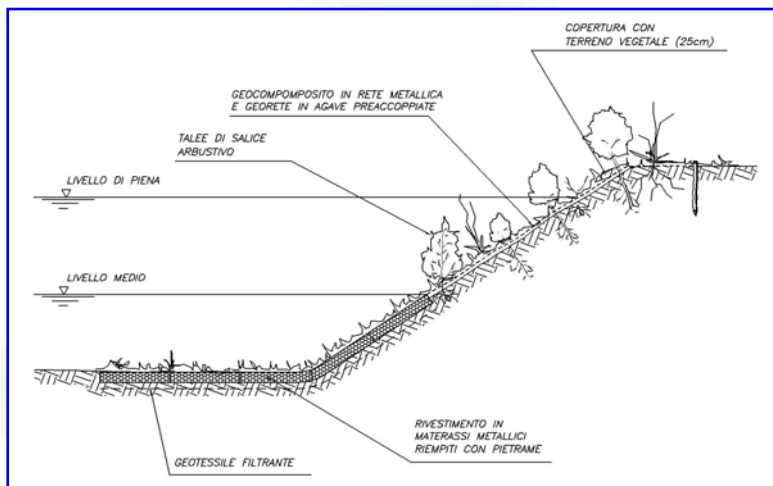 COPERTURA CON
TERRENO VEGETALE (25cm)
GEOCOMPOMPOSITO IN RETE METALLICA
E GEORETE IN AGAVE PREACCOPPIATE
TALEE DI SALICE
ARBUSTIVO
LIVELLO DI PIENA
LIVELLO MEDIO
RIVESTIMENTO IN
MATERASSI METALLICI
RIEMPITI CON PIETRAME
GEOTESSILE FILTRANTE